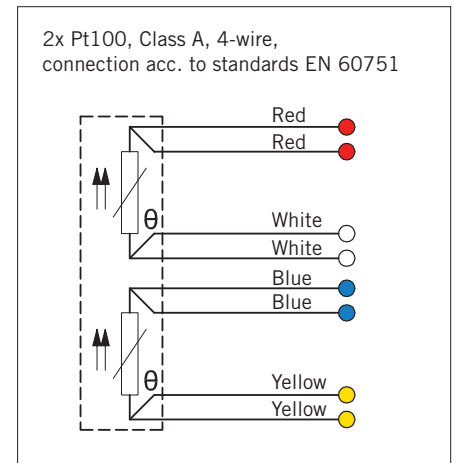 2x Pt100, Class A, 4-wire,
connection acc. to standards EN 60751
Red
Red
θ
White
White
Blue
Blue
θ
Yellow
Yellow